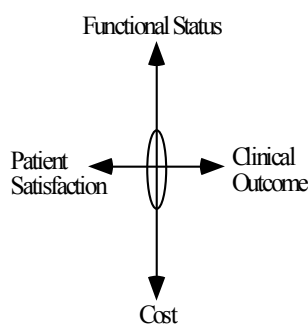 Functional Status
Patient
Satisfaction
Clinical
Outcome
Cost